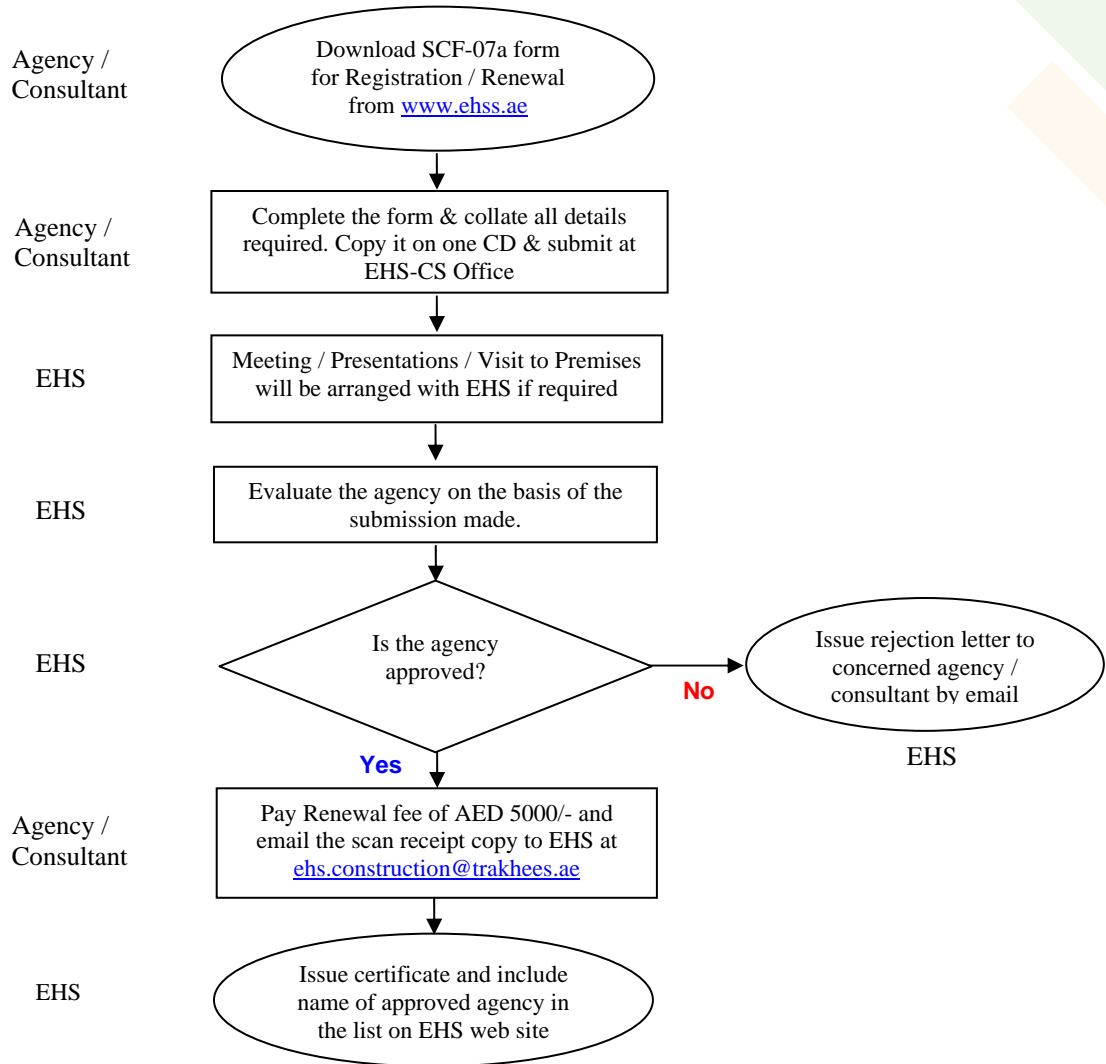 Agency /
Consultant
Download SCF-07a form
for Registration / Renewal
from www.ehss.ae
Agency /
Consultant
Complete the form & collate all details
required. Copy it on one CD & submit at
EHS-CS Office
EHS
Meeting / Presentations / Visit to Premises
will be arranged with EHS if required
EHS
Evaluate the agency on the basis of the
submission made.
EHS
Is the agency
approved?
No
Issue rejection letter to
concerned agency /
consultant by email
EHS
Yes
Agency /
Consultant
Pay Renewal fee of AED 5000/- and
email the scan receipt copy to EHS at
ehs.construction@trakhees.ae
EHS
Issue certificate and include
name of approved agency in
the list on EHS web site